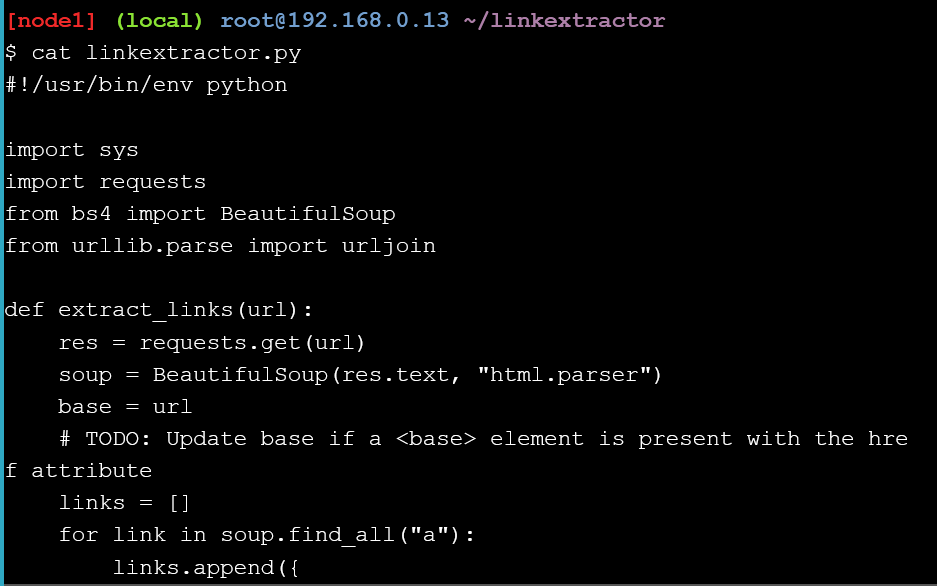 [node1] (local) root@192.168.0.13 ~/linkextractor
$ cat linkextractor.py
#!/usr/bin/env python

import sys
import requests
from bs4 import BeautifulSoup
from urllib.parse import urljoin

def extract_links(url):
    res = requests.get(url)
    soup = BeautifulSoup(res.text, "html.parser")
    base = url
    # TODO: Update base if a <base> element is present with the hre
f attribute
    links = []
    for link in soup.find_all("a"):
        links.append({